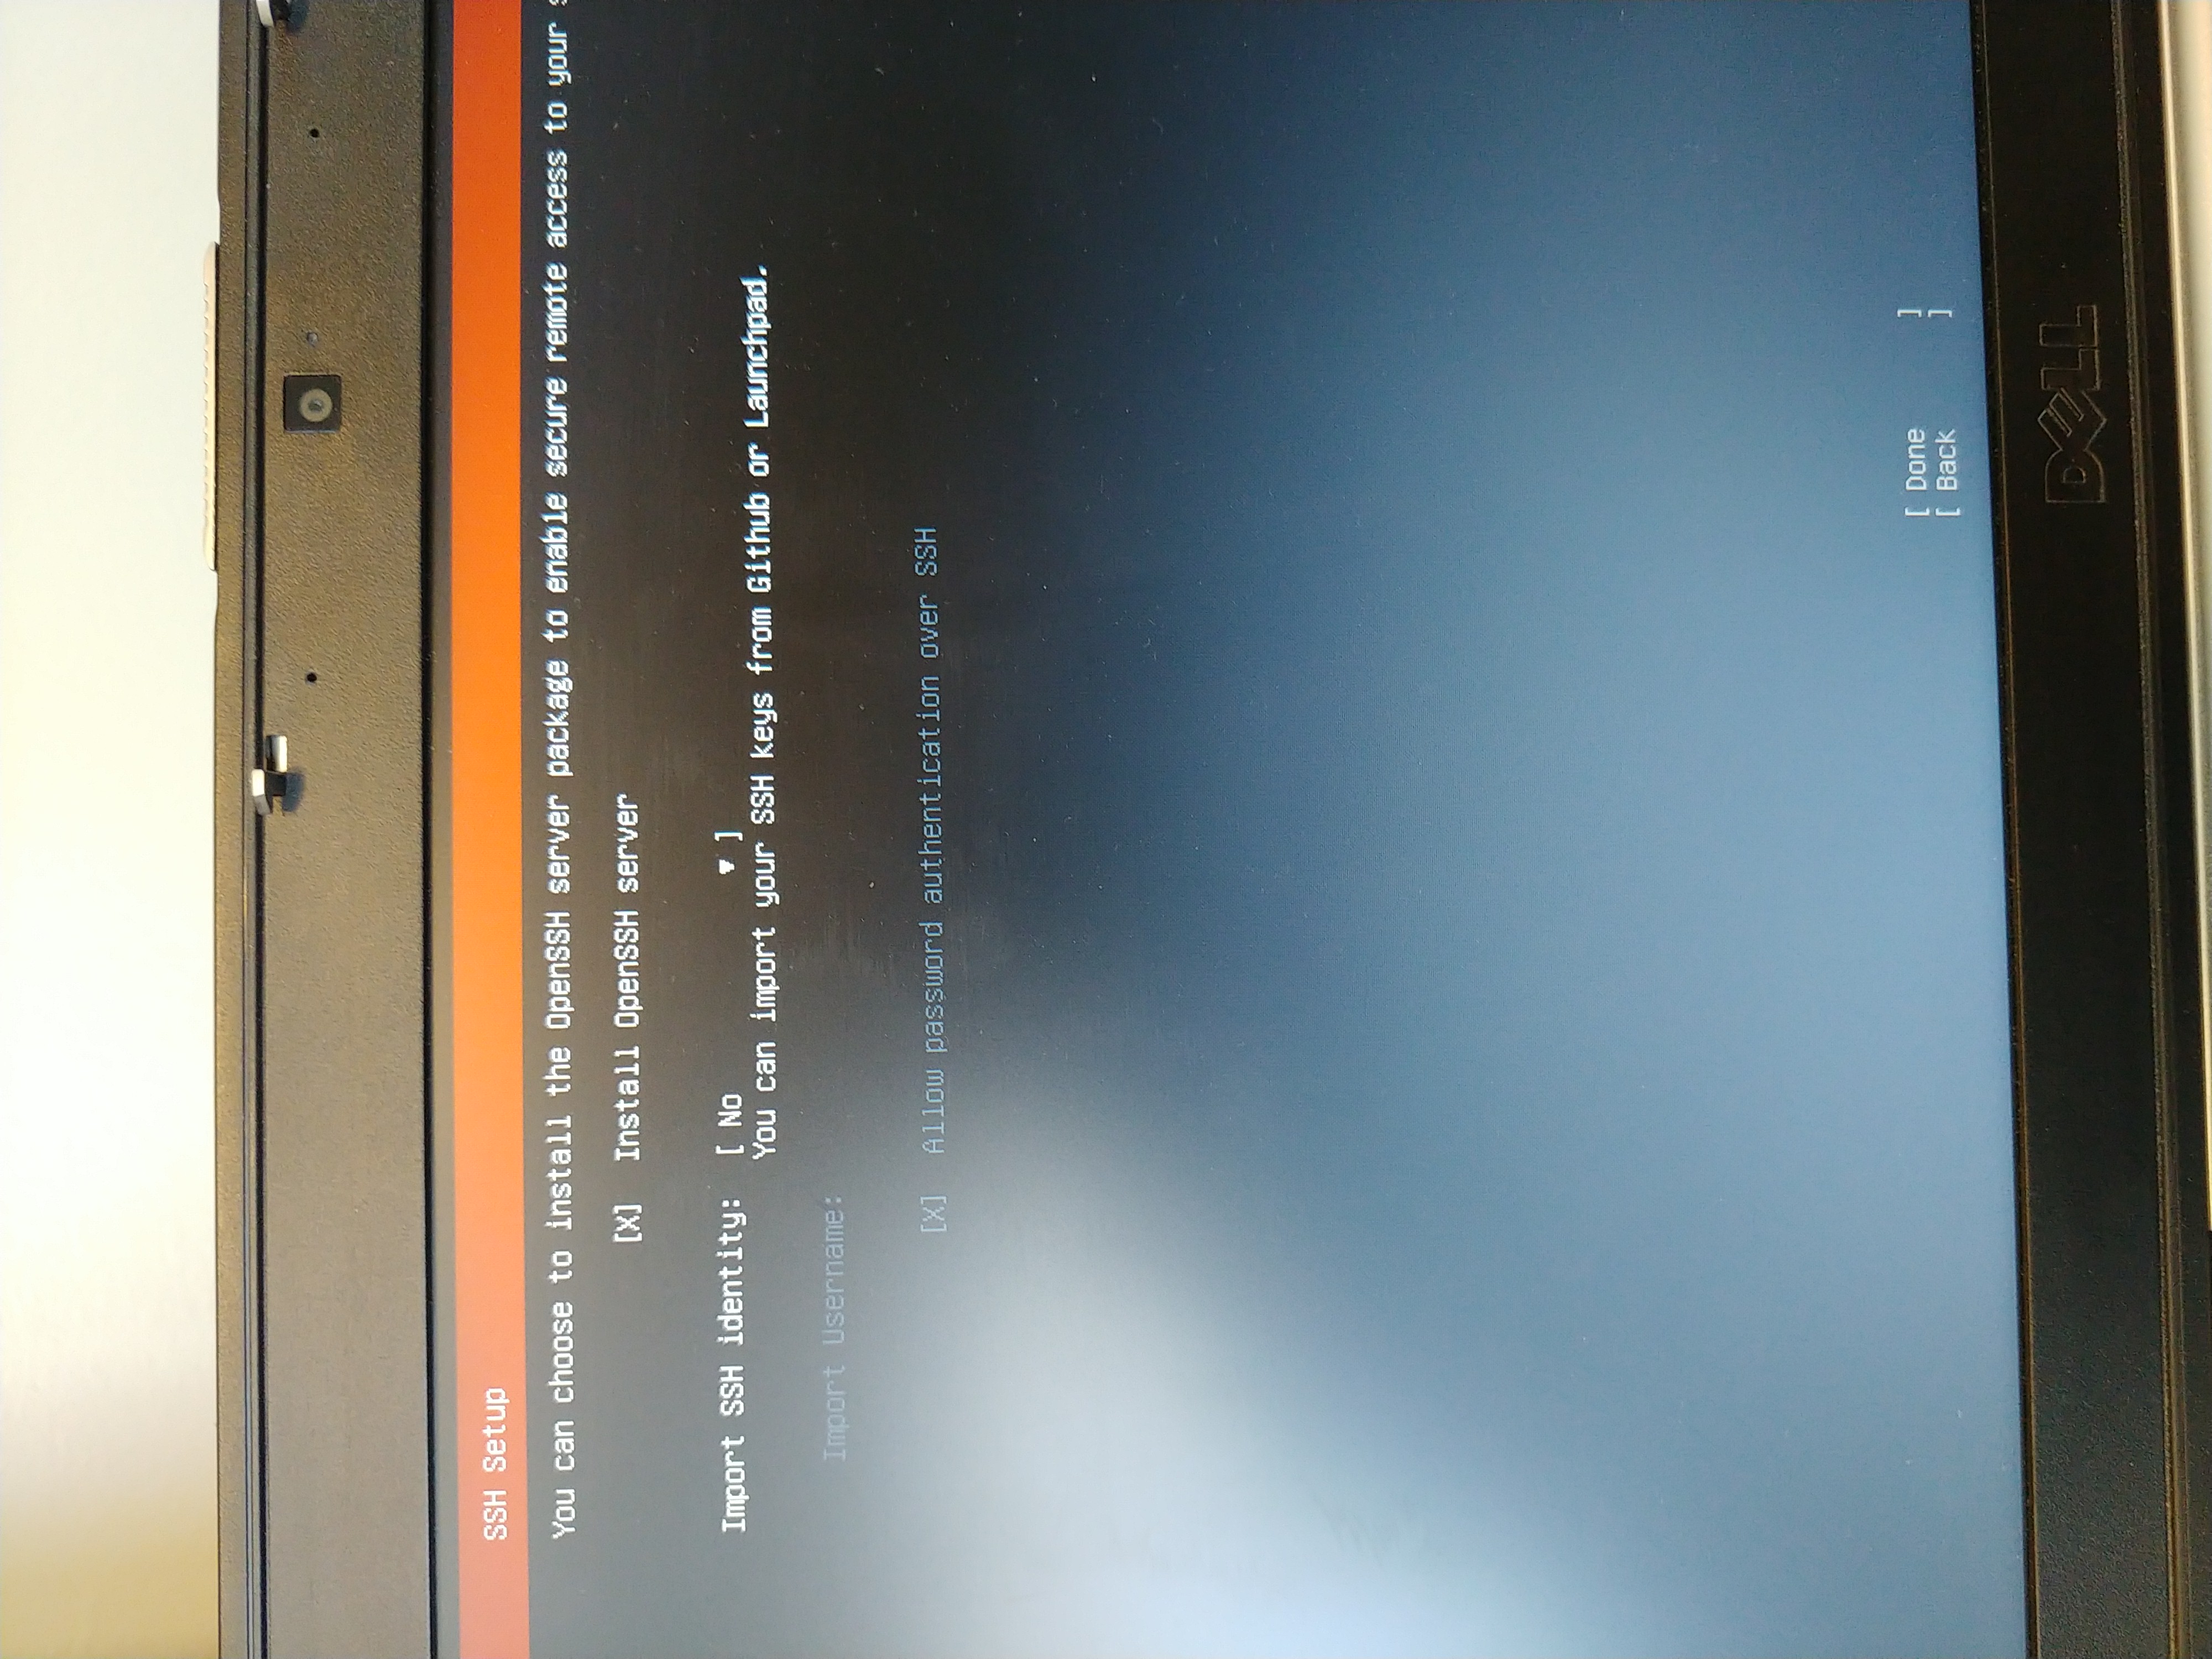 SSH Setup
You can choose to install the OpenSSH server package to enable secure remote access to your
[X] Install OpenSSH server
Import SSH identity: [ No ▾ ]
You can import your SSH keys from Github or Launchpad.
Import Username:
[X] Allow password authentication over SSH
[ Done ]
[ Back ]
DELL